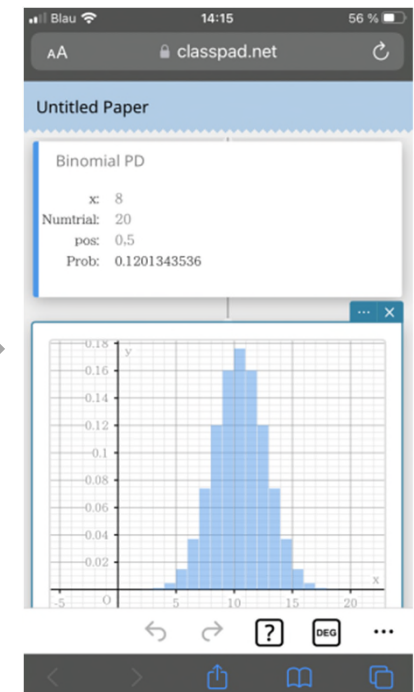 Blau 14:15 56 %
AA classpad.net
Untitled Paper
Binomial PD
x: 8
Numtrial: 20
pos: 0,5
Prob: 0.1201343536
... X
0.18 y
0.16
0.14
0.12
0.1
0.08
0.06
0.04
0.02
x
-5 O 5 10 15 20
? DEG ...